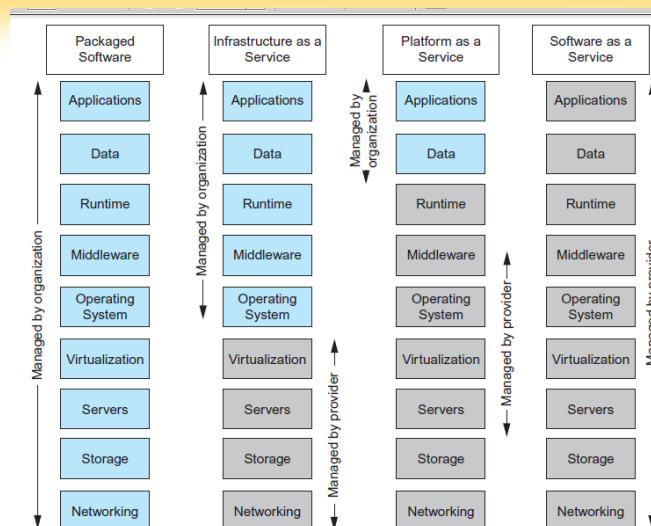 Packaged
Software
Infrastructure as a
Service
Platform as a
Service
Software as a
Service
Managed by organization
Applications
Data
Runtime
Middleware
Operating
System
Virtualization
Servers
Storage
Networking
Managed by organization
Applications
Data
Runtime
Middleware
Operating
System
Virtualization
Servers
Storage
Networking
Managed by provider
Managed by
organization
Applications
Data
Runtime
Middleware
Operating
System
Virtualization
Servers
Storage
Networking
Managed by provider
Applications
Data
Runtime
Middleware
Operating
System
Virtualization
Servers
Storage
Networking
Managed by provider